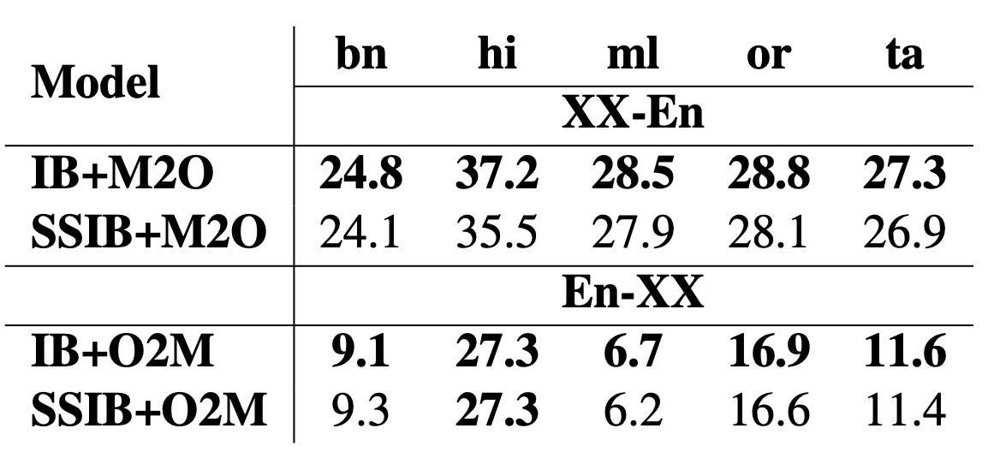 Model bn hi ml or ta
XX-En
IB+M2O 24.8 37.2 28.5 28.8 27.3
SSIB+M2O 24.1 35.5 27.9 28.1 26.9
En-XX
IB+O2M 9.1 27.3 6.7 16.9 11.6
SSIB+O2M 9.3 27.3 6.2 16.6 11.4